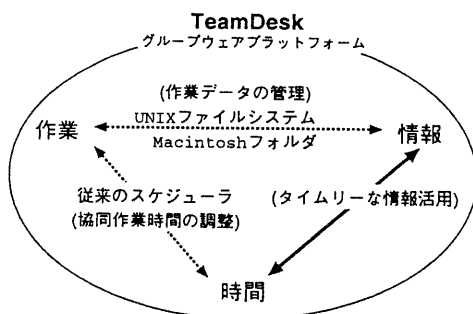 TeamDesk
グループウェアプラットフォーム
(作業データの管理)
UNIXファイルシステム
作業
情報
Macintoshフォルダ
従来のスケジューラ
(協同作業時間の調整)
(タイムリーな情報活用)
時間